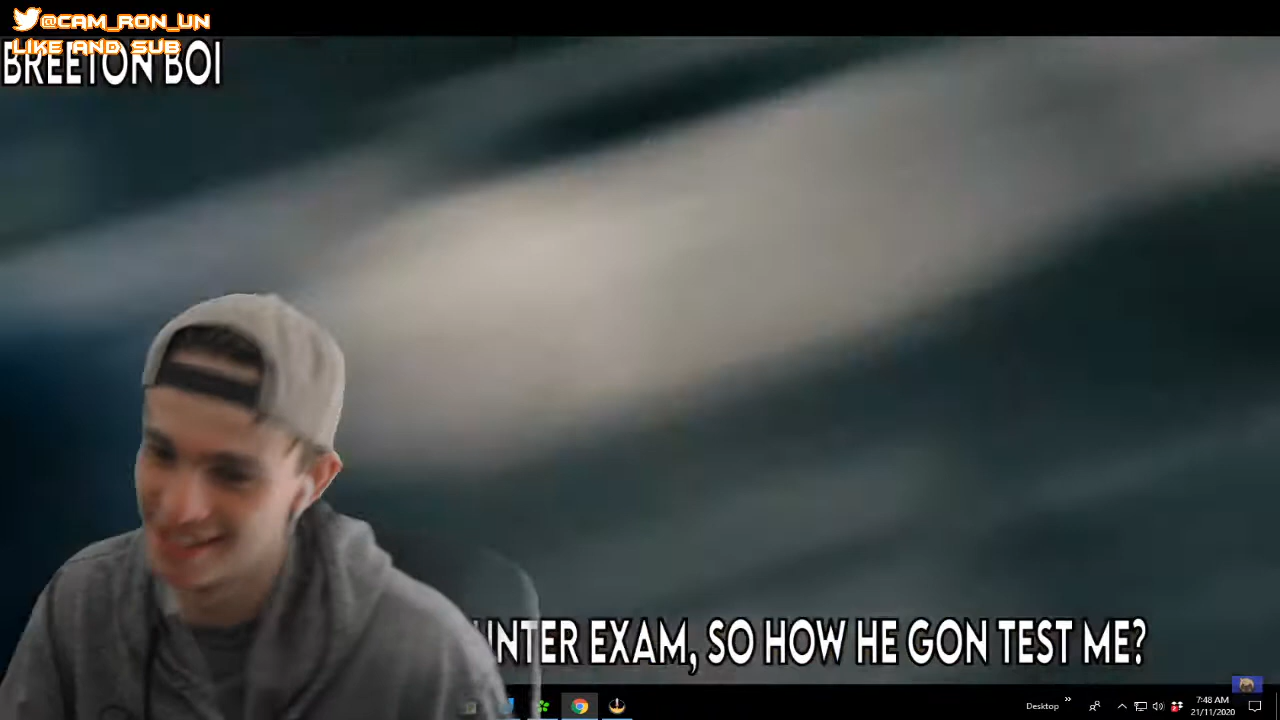 @CAM_RON_UN
LIKE AND SUB
BREETON BOI
UNTER EXAM, SO HOW HE GON TEST ME?
Desktop
7:48 AM
21/11/2020